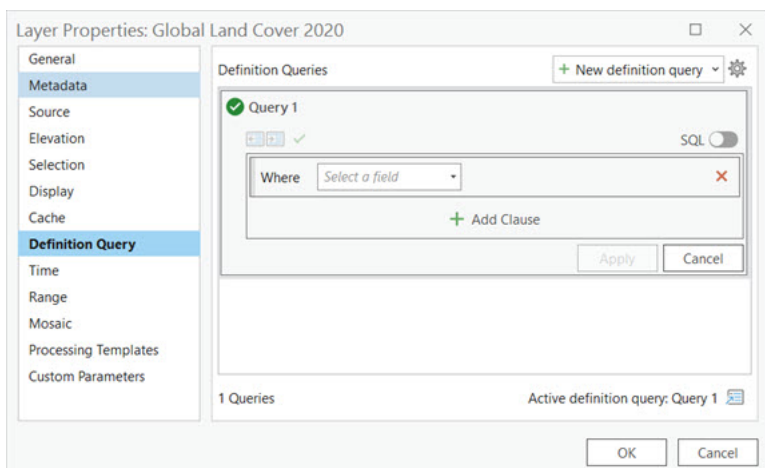 Layer Properties: Global Land Cover 2020
General
Metadata
Source
Elevation
Selection
Display
Cache
Definition Query
Time
Range
Mosaic
Processing Templates
Custom Parameters
Definition Queries
New definition query
Query 1
SQL
Where Select a field
Add Clause
Apply Cancel
1 Queries Active definition query: Query 1
OK Cancel